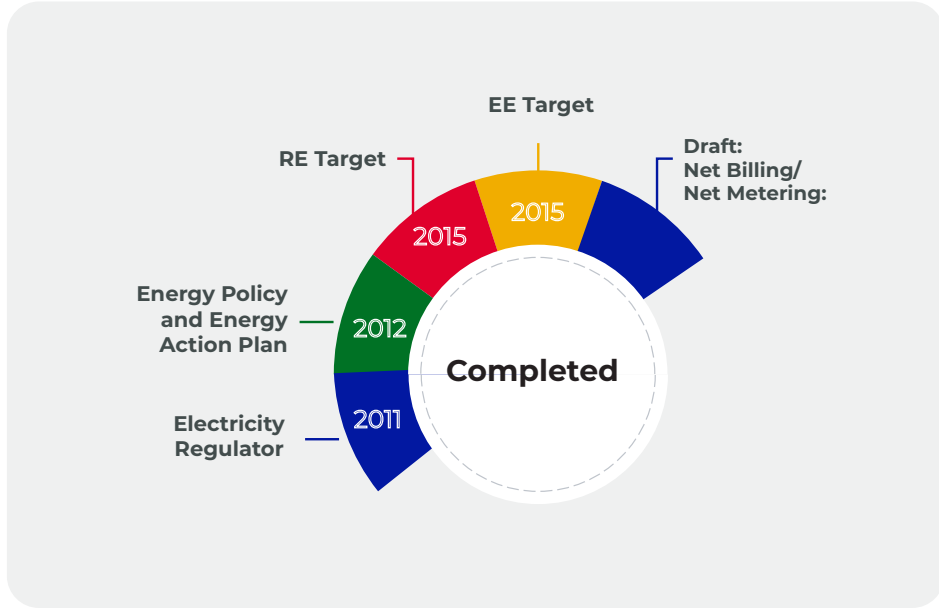 EE Target
Draft:
Net Billing/
Net Metering:
RE Target
2015
2015
Energy Policy
and Energy
Action Plan
2012
Completed
Electricity
Regulator
2011